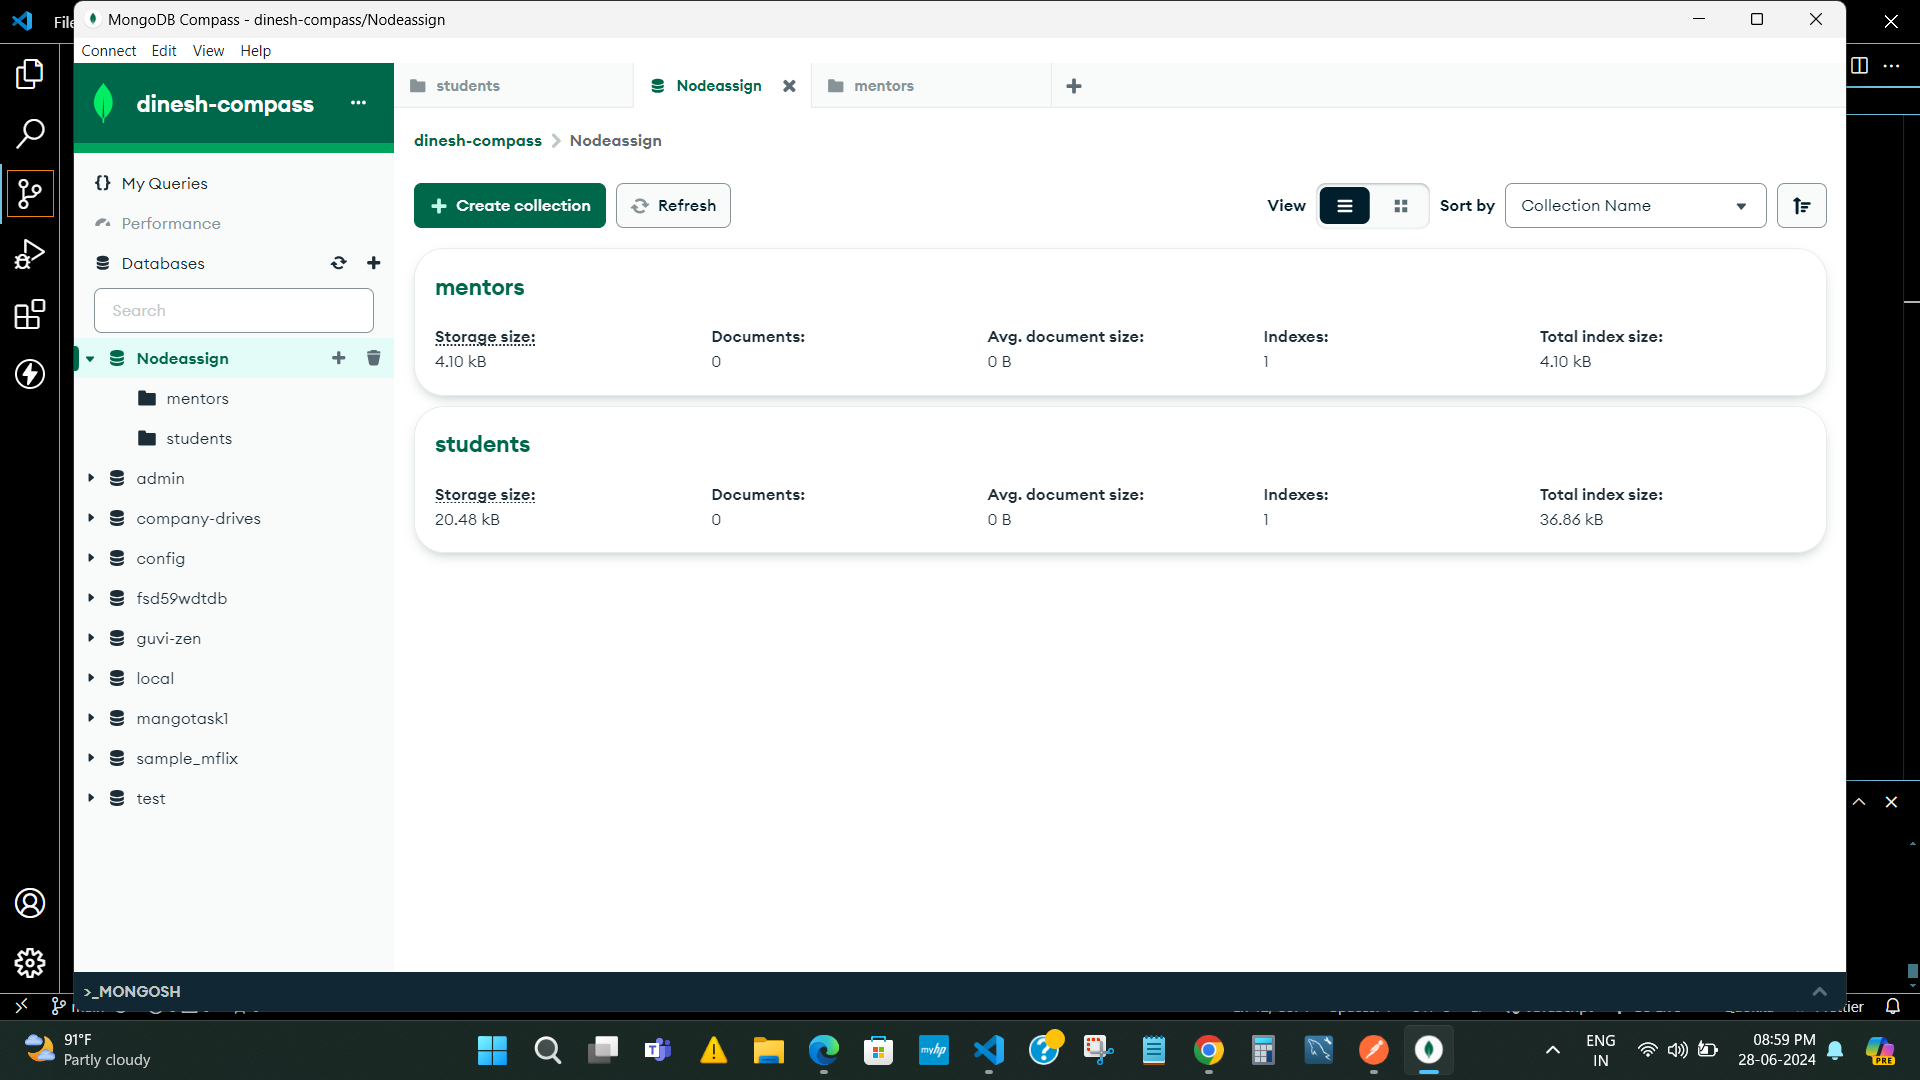 File
MongoDB Compass - dinesh-compass/Nodeassign
Connect Edit View Help
dinesh-compass
students
Nodeassign
mentors
dinesh-compass Nodeassign
{} My Queries
Performance
Databases
Search
Nodeassign
mentors
students
admin
company-drives
config
fsd59wdtdb
guvi-zen
local
mangotask1
sample_mflix
test
+ Create collection
Refresh
View
Sort by
Collection Name
mentors
Storage size: Documents: Avg. document size: Indexes: Total index size:
4.10 kB 0 0 B 1 4.10 kB
students
Storage size: Documents: Avg. document size: Indexes: Total index size:
20.48 kB 0 0 B 1 36.86 kB
>_MONGOSH
91°F
Partly cloudy
myhp
ENG
IN
08:59 PM
28-06-2024
PRE